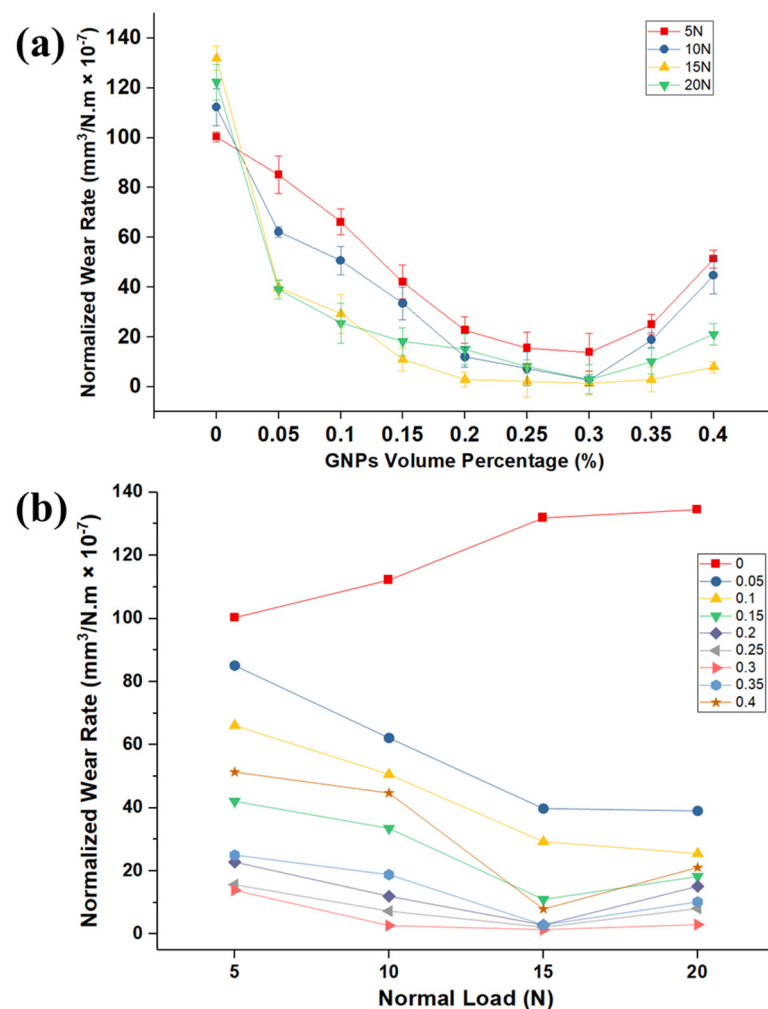 (a)
Normalized Wear Rate (mm³/N.m × 10⁻⁷)
140
120
100
80
60
40
20
0
5N
10N
15N
20N
0 0.05 0.1 0.15 0.2 0.25 0.3 0.35 0.4
GNPs Volume Percentage (%)
(b)
Normalized Wear Rate (mm³/N.m × 10⁻⁷)
140
120
100
80
60
40
20
0
0
0.05
0.1
0.15
0.2
0.25
0.3
0.35
0.4
5 10 15 20
Normal Load (N)